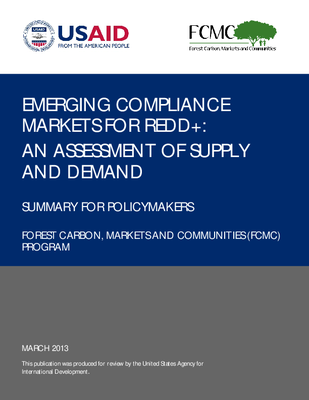 USAID
FROM THE AMERICAN PEOPLE
FCMC
Forest Carbon, Markets and Communities
EMERGING COMPLIANCE
MARKETS FOR REDD+:
AN ASSESSMENT OF SUPPLY
AND DEMAND
SUMMARY FOR POLICYMAKERS
FOREST CARBON, MARKETS AND COMMUNITIES (FCMC)
PROGRAM
MARCH 2013
This publication was produced for review by the United States Agency for
International Development.